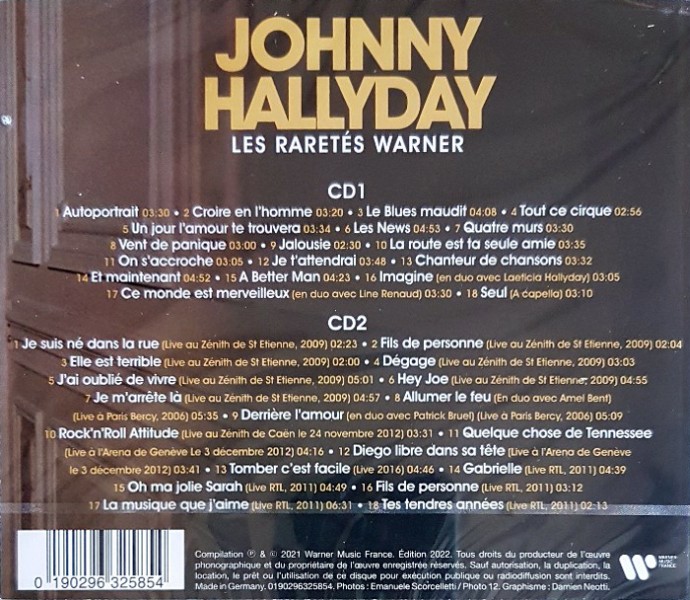 JOHNNY
HALLYDAY
LES RARETÉS WARNER
CD1
1 Autoportrait 03:30 • 2 Croire en l'homme 03:20 • 3 Le Blues maudit 04:08 • 4 Tout ce cirque 02:56
5 Un jour l'amour te trouvera 03:34 • 6 Les News 04:53 • 7 Quatre murs 03:30
8 Vent de panique 03:00 • 9 Jalousie 02:30 • 10 La route est ta seule amie 03:35
11 On s'accroche 03:05 • 12 Je t'attendrai 03:48 • 13 Chanteur de chansons 03:32
14 Et maintenant 04:52 • 15 A Better Man 04:23 • 16 Imagine (en duo avec Laeticia Hallyday) 03:05
17 Ce monde est merveilleux (en duo avec Line Renaud) 03:30 • 18 Seul (A capella) 03:10
CD2
1 Je suis né dans la rue (Live au Zénith de St Etienne, 2009) 02:23 • 2 Fils de personne (Live au Zénith de St Etienne, 2009) 02:04
3 Elle est terrible (Live au Zénith de St Etienne, 2009) 02:00 • 4 Dégage (Live au Zénith de St Etienne, 2009) 03:03
5 J'ai oublié de vivre (Live au Zénith de St Etienne, 2009) 05:01 • 6 Hey Joe (Live au Zénith de St Etienne, 2009) 04:55
7 Je m'arrête là (Live au Zénith de St Etienne, 2009) 04:57 • 8 Allumer le feu (En duo avec Amel Bent)
(Live à Paris Bercy, 2006) 05:35 • 9 Derrière l'amour (en duo avec Patrick Bruel) (Live à Paris Bercy, 2006) 05:09
10 Rock'n'Roll Attitude (Live au Zénith de Caën le 24 novembre 2012) 03:31 • 11 Quelque chose de Tennessee
(Live à l'Arena de Genève Le 3 décembre 2012) 04:16 • 12 Diego libre dans sa tête (Live à l'Arena de Genève
le 3 décembre 2012) 03:41 • 13 Tomber c'est facile (Live 2016) 04:46 • 14 Gabrielle (Live RTL, 2011) 04:39
15 Oh ma jolie Sarah (Live RTL, 2011) 04:49 • 16 Fils de personne (Live RTL, 2011) 03:12
17 La musique que j'aime (Live RTL, 2011) 06:31 • 18 Tes tendres années (Live RTL, 2011) 02:13
0 190296 325854
Compilation ℗ & © 2021 Warner Music France. Édition 2022. Tous droits du producteur de l'œuvre
phonographique et du propriétaire de l'œuvre enregistrée réservés. Sauf autorisation, la duplication, la
location, le prêt ou l'utilisation de ce disque pour exécution publique ou radiodiffusion sont interdits.
Made in Germany, 0190296325854. Photos : Emanuele Scorcelletti / Photo 12. Graphisme : Damien Neotti.
WARNER
MUSIC
FRANCE